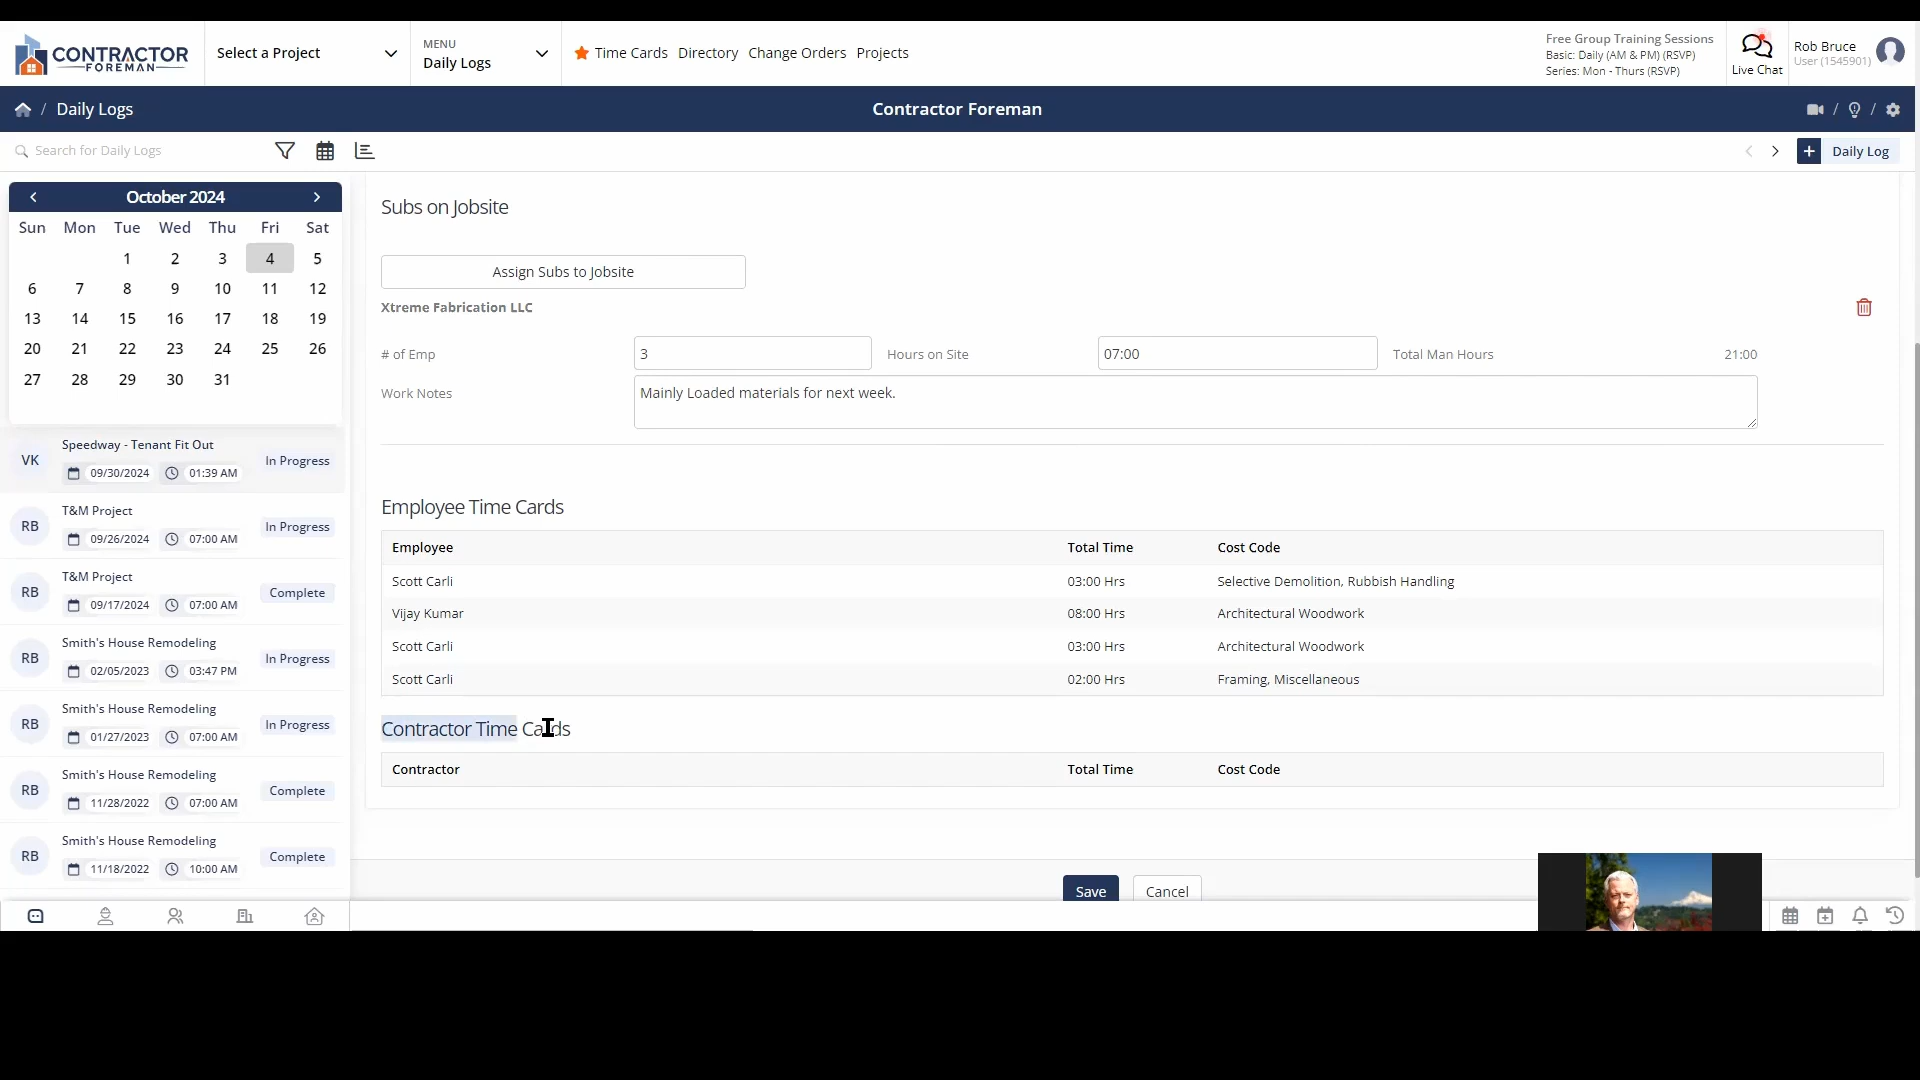 CONTRACTOR
FOREMAN
Select a Project
MENU
Daily Logs
Time Cards Directory Change Orders Projects
Free Group Training Sessions
Basic: Daily (AM & PM) (RSVP)
Series: Mon - Thurs (RSVP)
Live Chat
Rob Bruce
User (1545901)
/ Daily Logs
Contractor Foreman
/ /
Search for Daily Logs
+ Daily Log
October 2024
Sun Mon Tue Wed Thu Fri Sat
1 2 3 4 5
6 7 8 9 10 11 12
13 14 15 16 17 18 19
20 21 22 23 24 25 26
27 28 29 30 31
VK
Speedway - Tenant Fit Out
09/30/2024 01:39 AM
In Progress
RB
T&M Project
09/26/2024 07:00 AM
In Progress
RB
T&M Project
09/17/2024 07:00 AM
Complete
RB
Smith's House Remodeling
02/05/2023 03:47 PM
In Progress
RB
Smith's House Remodeling
01/27/2023 07:00 AM
In Progress
RB
Smith's House Remodeling
11/28/2022 07:00 AM
Complete
RB
Smith's House Remodeling
11/18/2022 10:00 AM
Complete
Subs on Jobsite
Assign Subs to Jobsite
Xtreme Fabrication LLC
# of Emp 3 Hours on Site 07:00 Total Man Hours 21:00
Work Notes Mainly Loaded materials for next week.
Employee Time Cards
Employee Total Time Cost Code
Scott Carli 03:00 Hrs Selective Demolition, Rubbish Handling
Vijay Kumar 08:00 Hrs Architectural Woodwork
Scott Carli 03:00 Hrs Architectural Woodwork
Scott Carli 02:00 Hrs Framing, Miscellaneous
Contractor Time Cards
Contractor Total Time Cost Code
Save Cancel